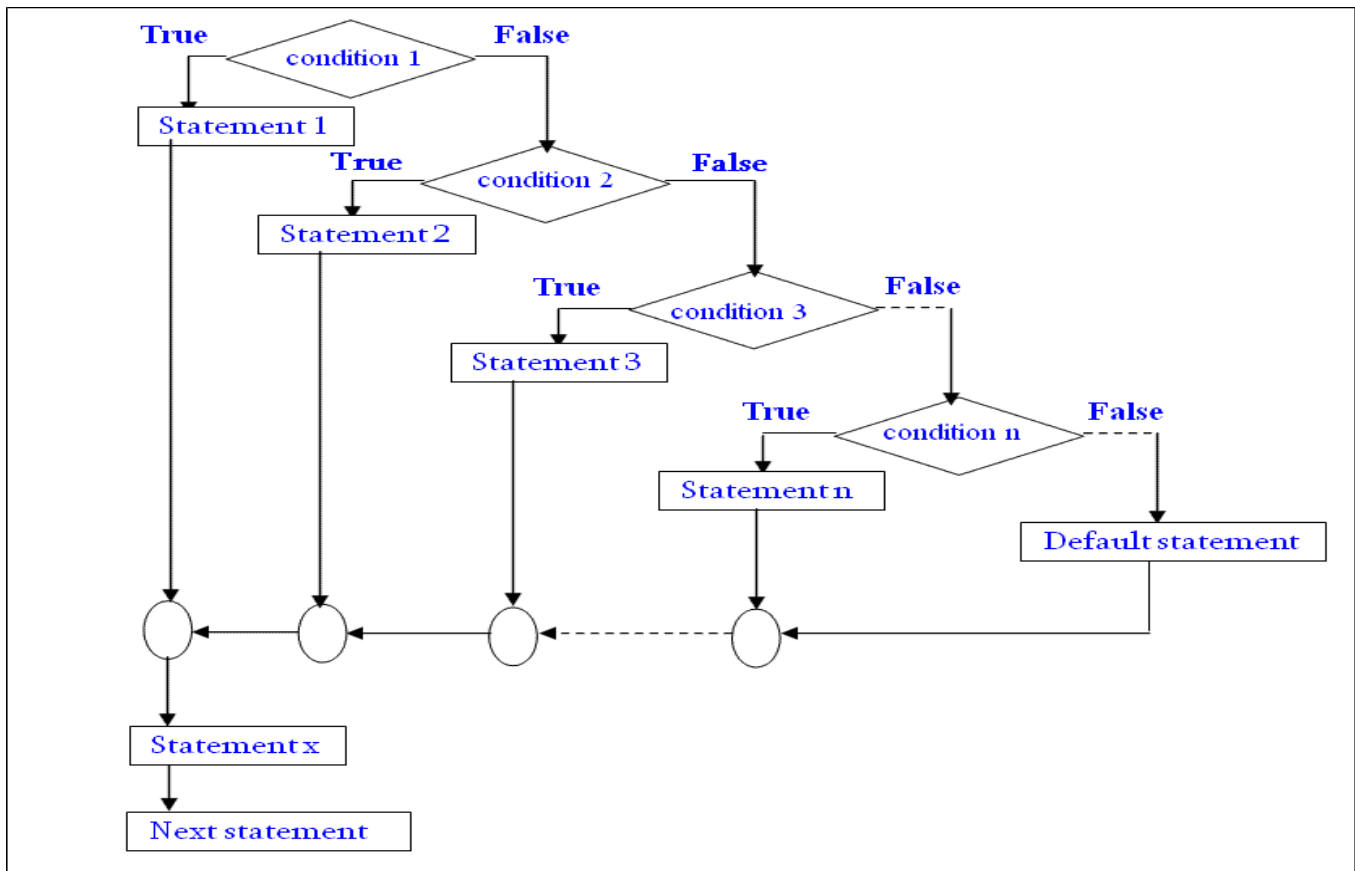 True
False
condition 1
Statement 1
True
False
condition 2
Statement 2
True
False
condition 3
Statement 3
True
False
condition n
Statement n
Default statement
Statement x
Next statement